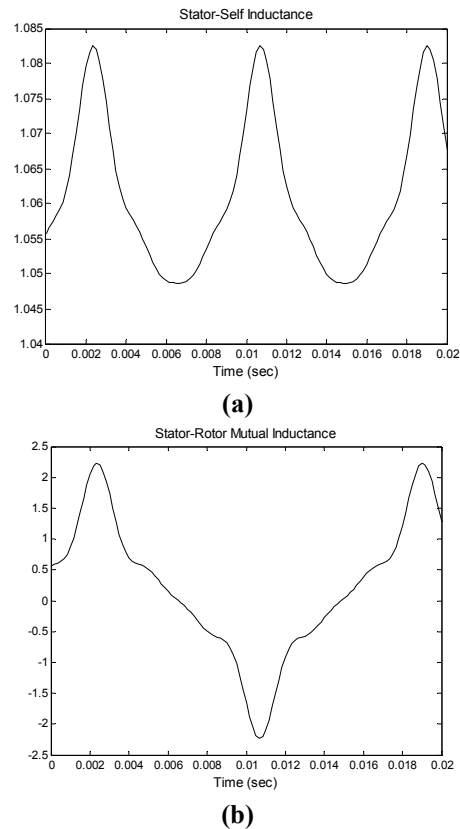 Stator-Self Inductance
1.085
1.08
1.075
1.07
1.065
1.06
1.055
1.05
1.045
1.04
0 0.002 0.004 0.006 0.008 0.01 0.012 0.014 0.016 0.018 0.02
Time (sec)
(a)
Stator-Rotor Mutual Inductance
2.5
2
1.5
1
0.5
0
-0.5
-1
-1.5
-2
-2.5
0 0.002 0.004 0.006 0.008 0.01 0.012 0.014 0.016 0.018 0.02
Time (sec)
(b)